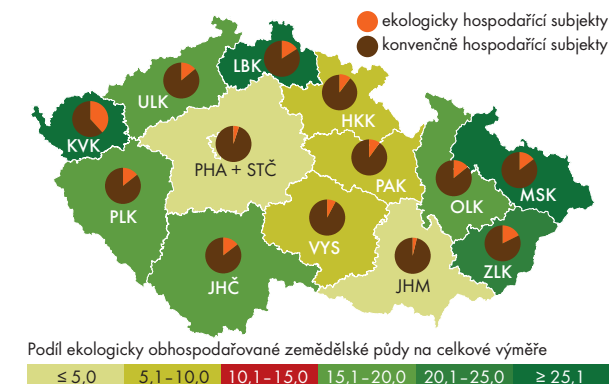 ekologicky hospodařící subjekty
konvenčně hospodařící subjekty
LBK
ULK
HKK
KVK
PHA + STČ
PAK
MSK
OLK
PLK
VYS
ZLK
JHČ
JHM
Podíl ekologicky obhospodařované zemědělské půdy na celkové výměře
≤ 5,0 5,1–10,0 10,1–15,0 15,1–20,0 20,1–25,0 ≥ 25,1